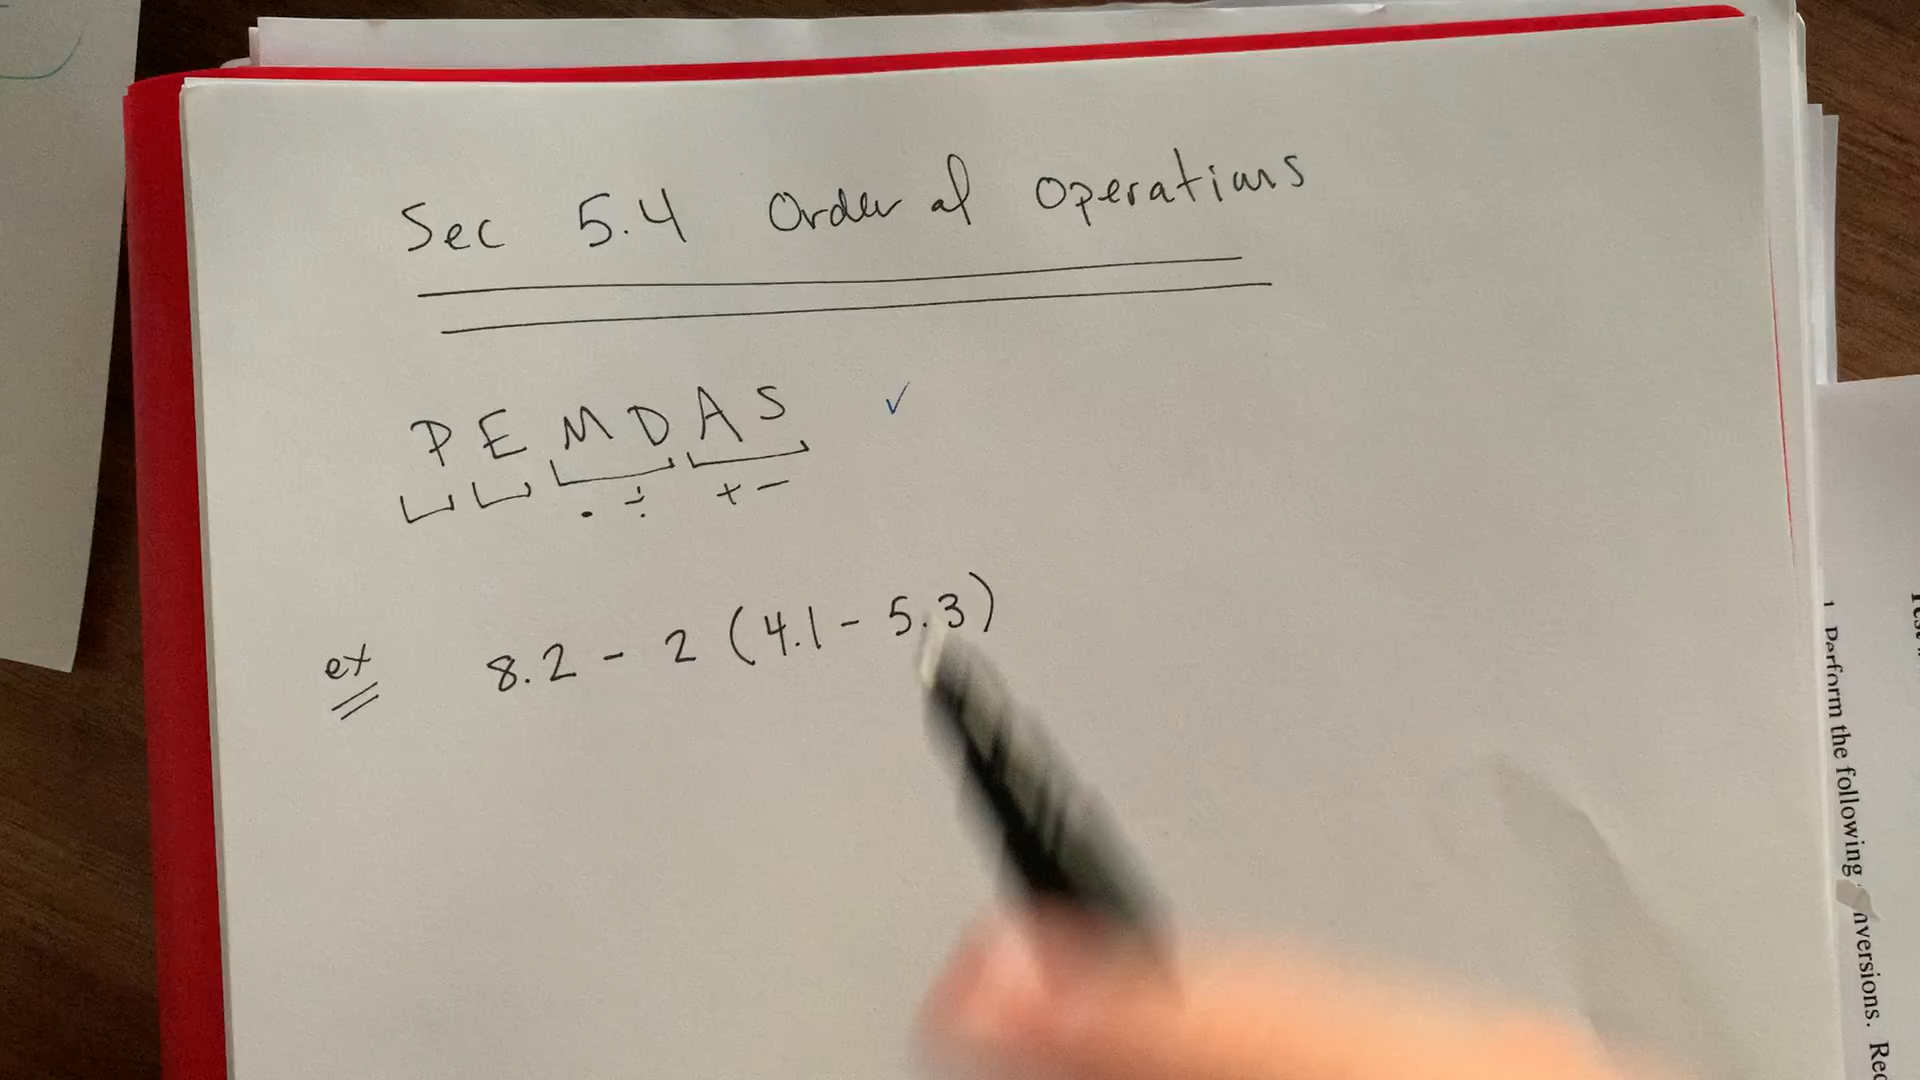 Sec 5.4 Order of Operations
PEMDAS ✓
· ÷ + −
ex 8.2 - 2 (4.1 - 5.3)
1. Perform the following
nversions.